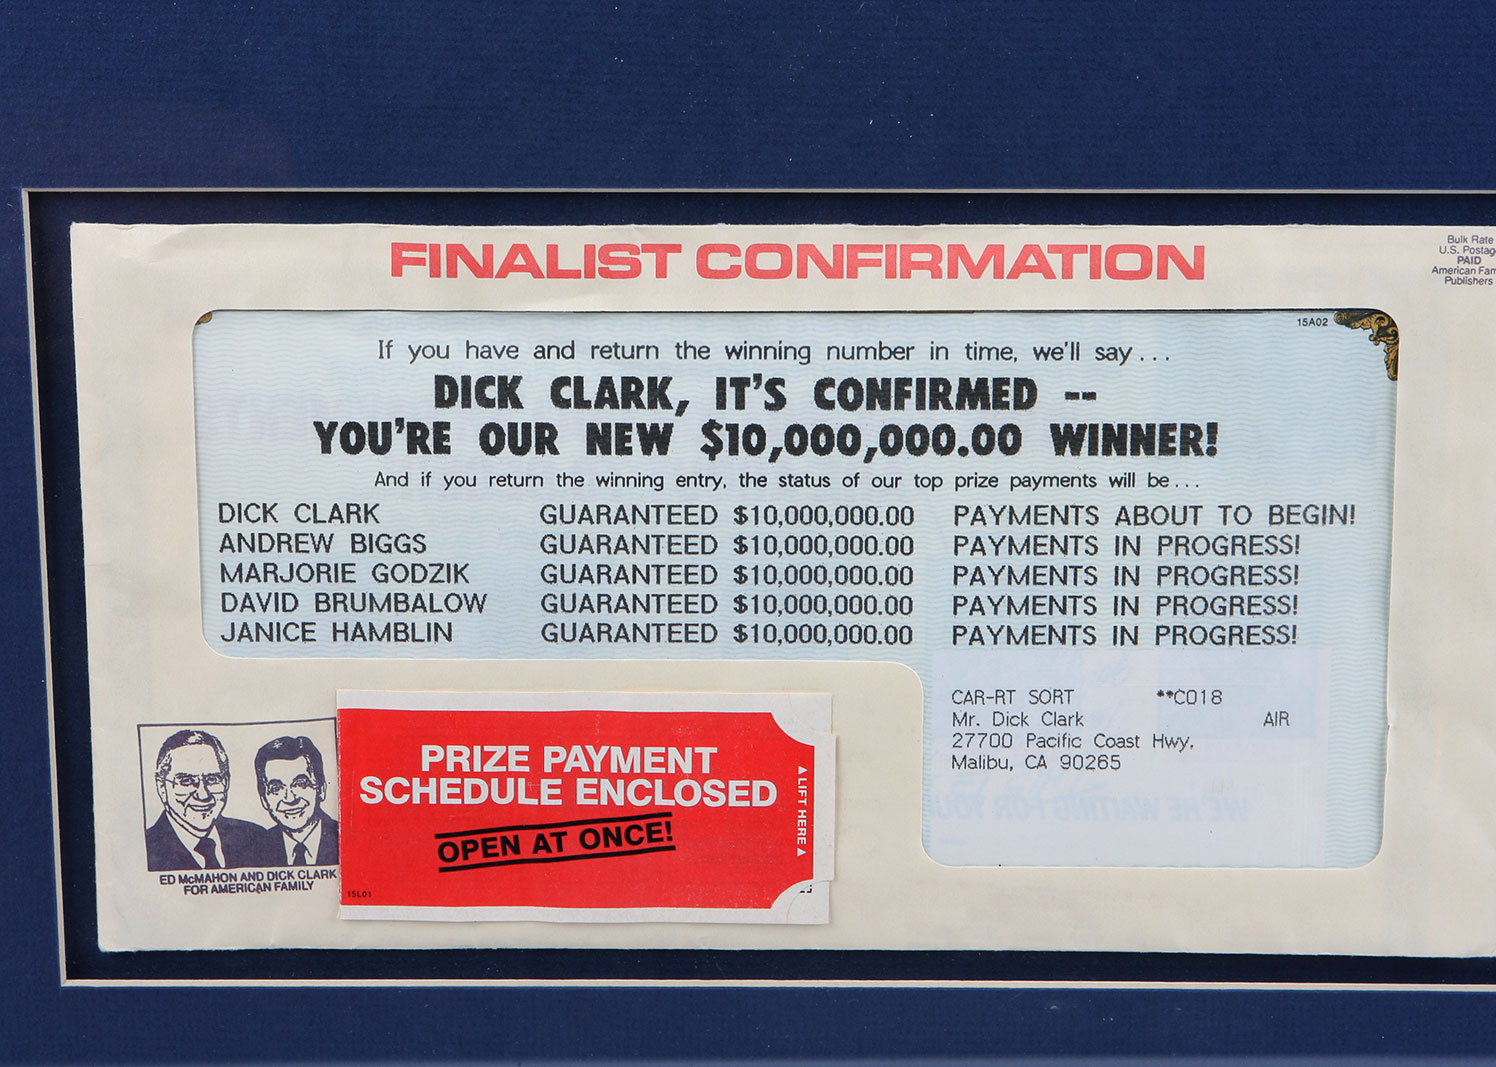 FINALIST CONFIRMATION
Bulk Rate
U.S. Postag
PAID
American Fam
Publishers
15A02
If you have and return the winning number in time, we'll say...
DICK CLARK, IT'S CONFIRMED --
YOU'RE OUR NEW $10,000,000.00 WINNER!
And if you return the winning entry, the status of our top prize payments will be...
DICK CLARK GUARANTEED $10,000,000.00 PAYMENTS ABOUT TO BEGIN!
ANDREW BIGGS GUARANTEED $10,000,000.00 PAYMENTS IN PROGRESS!
MARJORIE GODZIK GUARANTEED $10,000,000.00 PAYMENTS IN PROGRESS!
DAVID BRUMBALOW GUARANTEED $10,000,000.00 PAYMENTS IN PROGRESS!
JANICE HAMBLIN GUARANTEED $10,000,000.00 PAYMENTS IN PROGRESS!
CAR-RT SORT **C018
Mr. Dick Clark AIR
27700 Pacific Coast Hwy.
Malibu, CA 90265
PRIZE PAYMENT
SCHEDULE ENCLOSED
OPEN AT ONCE!
▲ LIFT HERE ▲
15L01
ED McMAHON AND DICK CLARK
FOR AMERICAN FAMILY